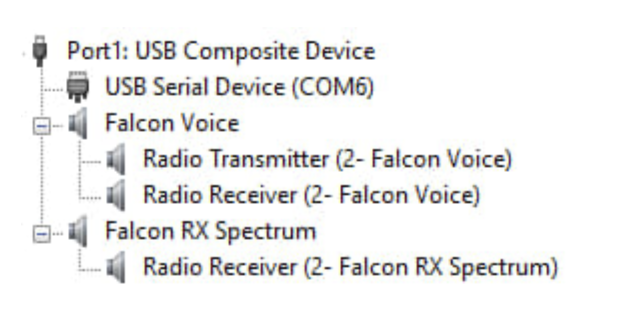 Port1: USB Composite Device
USB Serial Device (COM6)
Falcon Voice
Radio Transmitter (2- Falcon Voice)
Radio Receiver (2- Falcon Voice)
Falcon RX Spectrum
Radio Receiver (2- Falcon RX Spectrum)